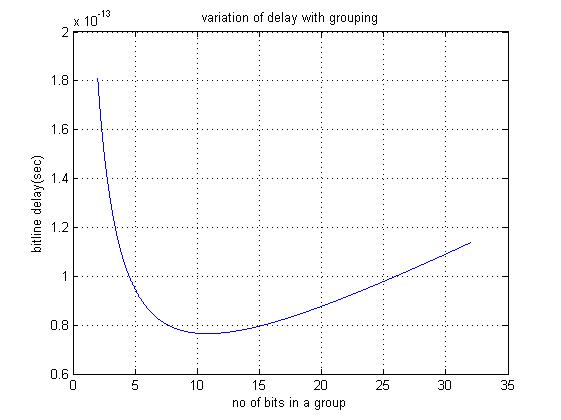 x 10^-13
variation of delay with grouping
2
1.8
1.6
1.4
1.2
1
0.8
0.6
bitline delay(sec)
0 5 10 15 20 25 30 35
no of bits in a group